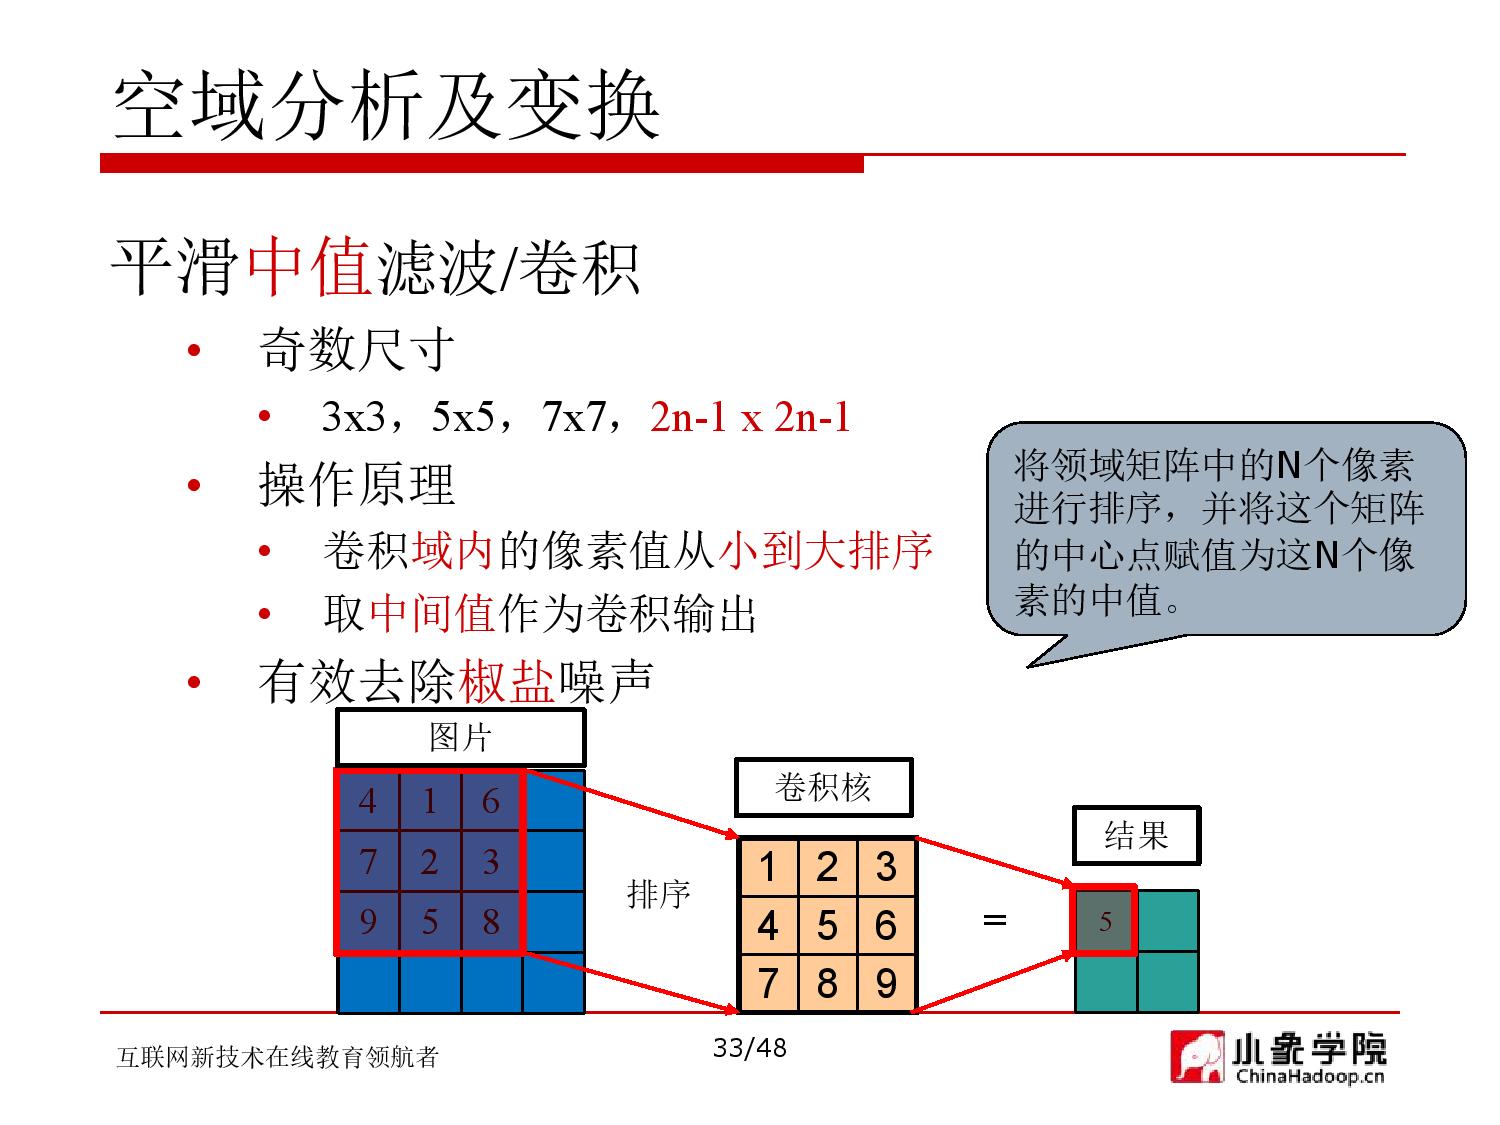 空域分析及变换
平滑中值滤波/卷积
• 奇数尺寸
• 3x3，5x5，7x7，2n-1 x 2n-1
• 操作原理
• 卷积域内的像素值从小到大排序
• 取中间值作为卷积输出
• 有效去除椒盐噪声
将领域矩阵中的N个像素
进行排序，并将这个矩阵
的中心点赋值为这N个像
素的中值。
图片
4 1 6
7 2 3
9 5 8
排序
卷积核
1 2 3
4 5 6
7 8 9
=
结果
5
互联网新技术在线教育领航者
33/48
小象学院
ChinaHadoop.cn